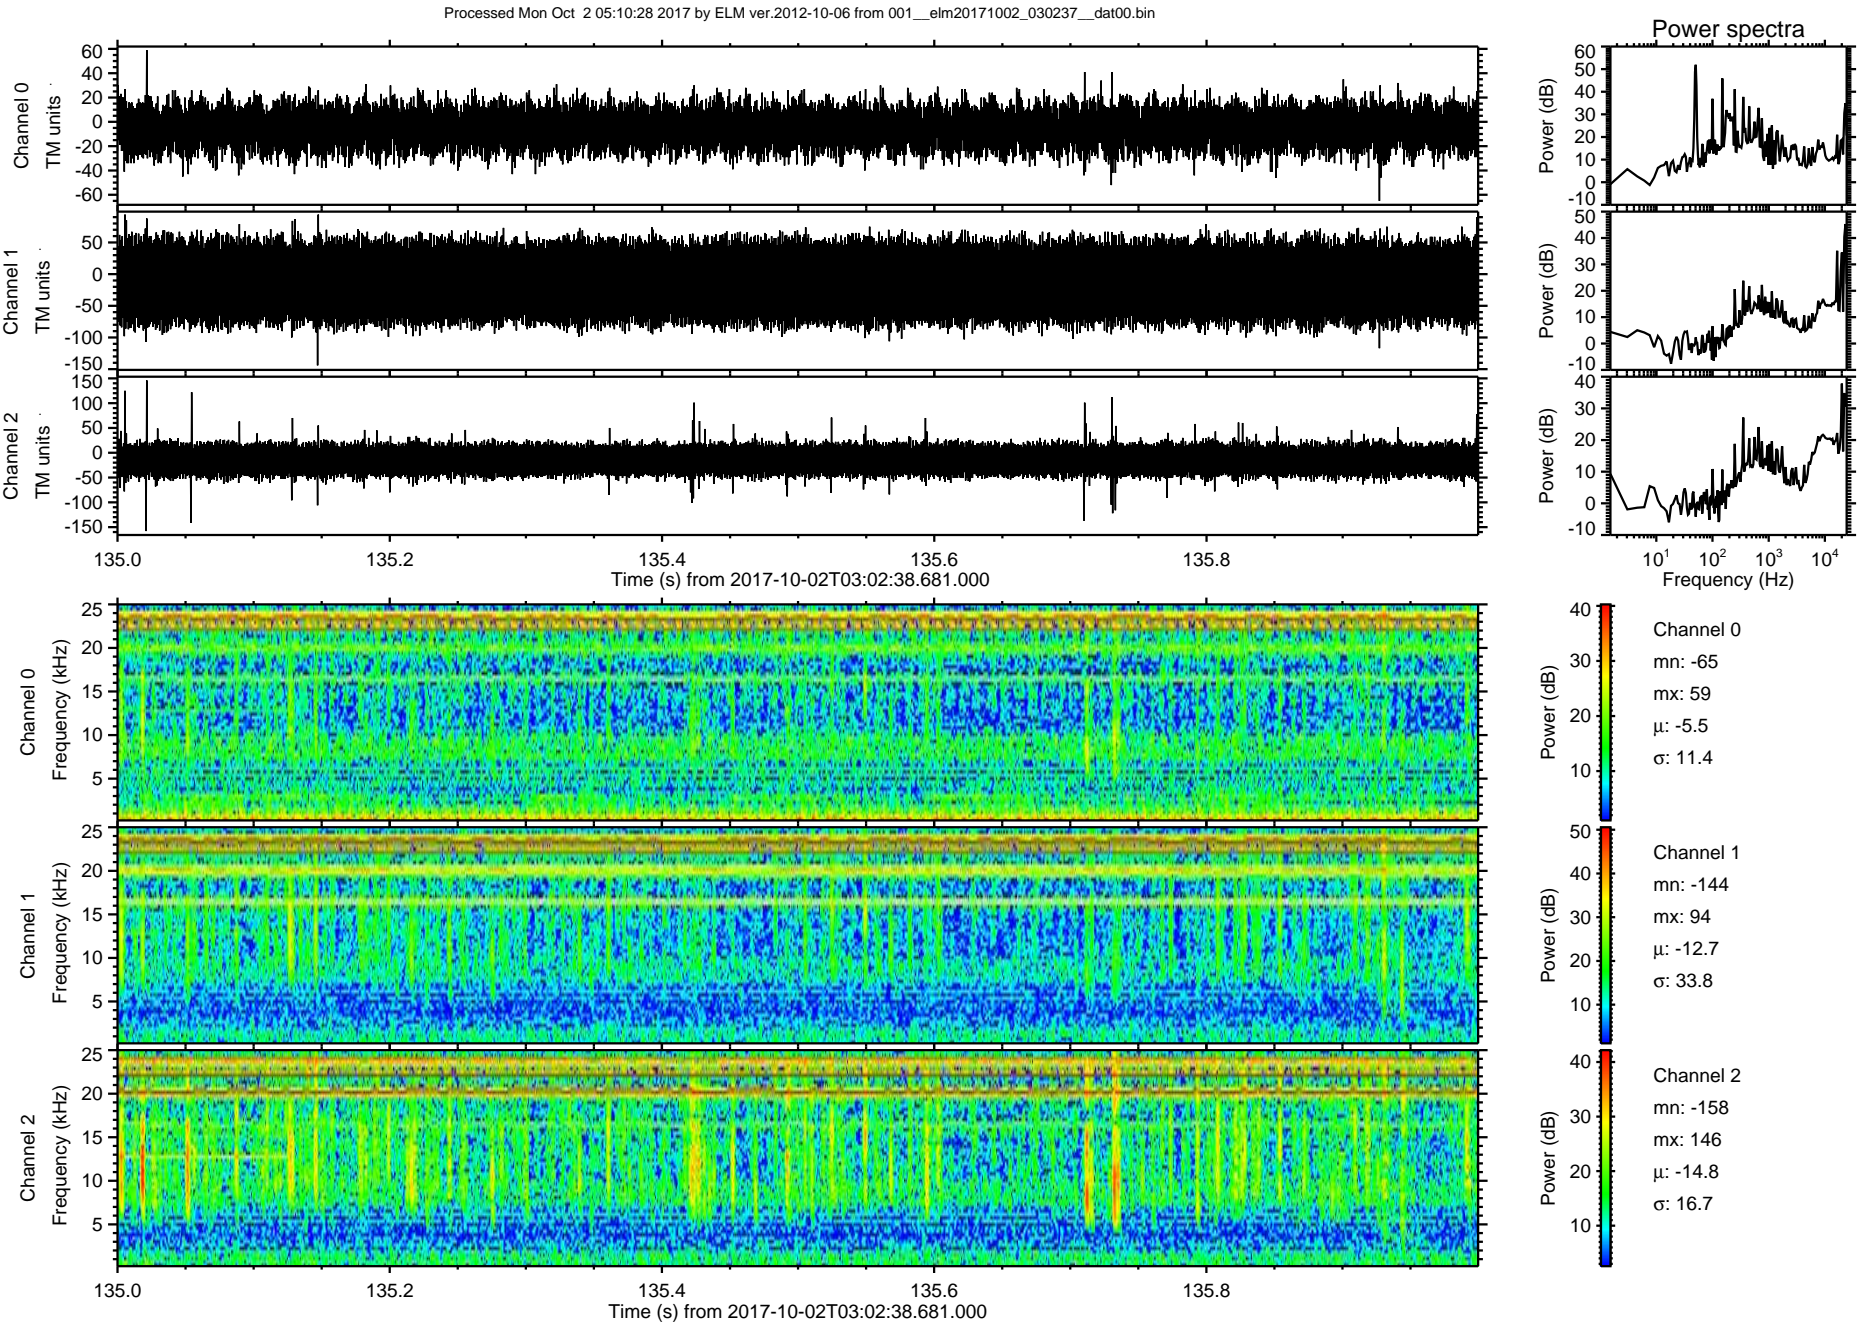 Processed Mon Oct  2 05:10:28 2017 by ELM ver.2012-10-06 from 001__elm20171002_030237__dat00.bin
Power spectra
Channel 0
TM units
60
40
20
0
-20
-40
-60
Power (dB)
60
50
40
30
20
10
0
-10
Channel 1
TM units
50
0
-50
-100
-150
Power (dB)
50
40
30
20
10
0
-10
Channel 2
TM units
150
100
50
0
-50
-100
-150
Power (dB)
40
30
20
10
0
-10
135.0 135.2 135.4 135.6 135.8
Time (s) from 2017-10-02T03:02:38.681.000
10^1 10^2 10^3 10^4
Frequency (Hz)
Channel 0
Frequency (kHz)
25
20
15
10
5
Power (dB)
40
30
20
10
Channel 0
mn: -65
mx: 59
µ: -5.5
σ: 11.4
Channel 1
Frequency (kHz)
25
20
15
10
5
Power (dB)
50
40
30
20
10
Channel 1
mn: -144
mx: 94
µ: -12.7
σ: 33.8
Channel 2
Frequency (kHz)
25
20
15
10
5
Power (dB)
40
30
20
10
Channel 2
mn: -158
mx: 146
µ: -14.8
σ: 16.7
135.0 135.2 135.4 135.6 135.8
Time (s) from 2017-10-02T03:02:38.681.000